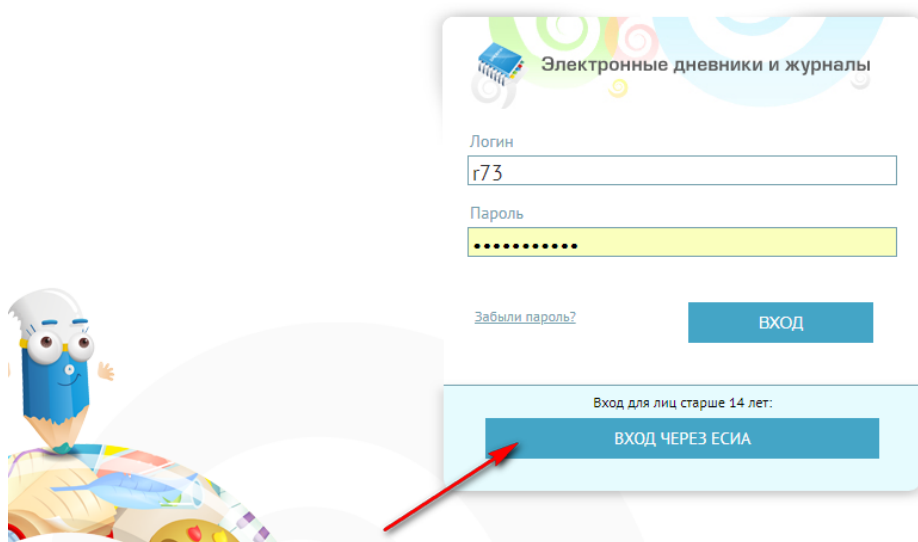 Электронные дневники и журналы
Логин
r73
Пароль
•••••••••••
Забыли пароль?
ВХОД
Вход для лиц старше 14 лет:
ВХОД ЧЕРЕЗ ЕСИА